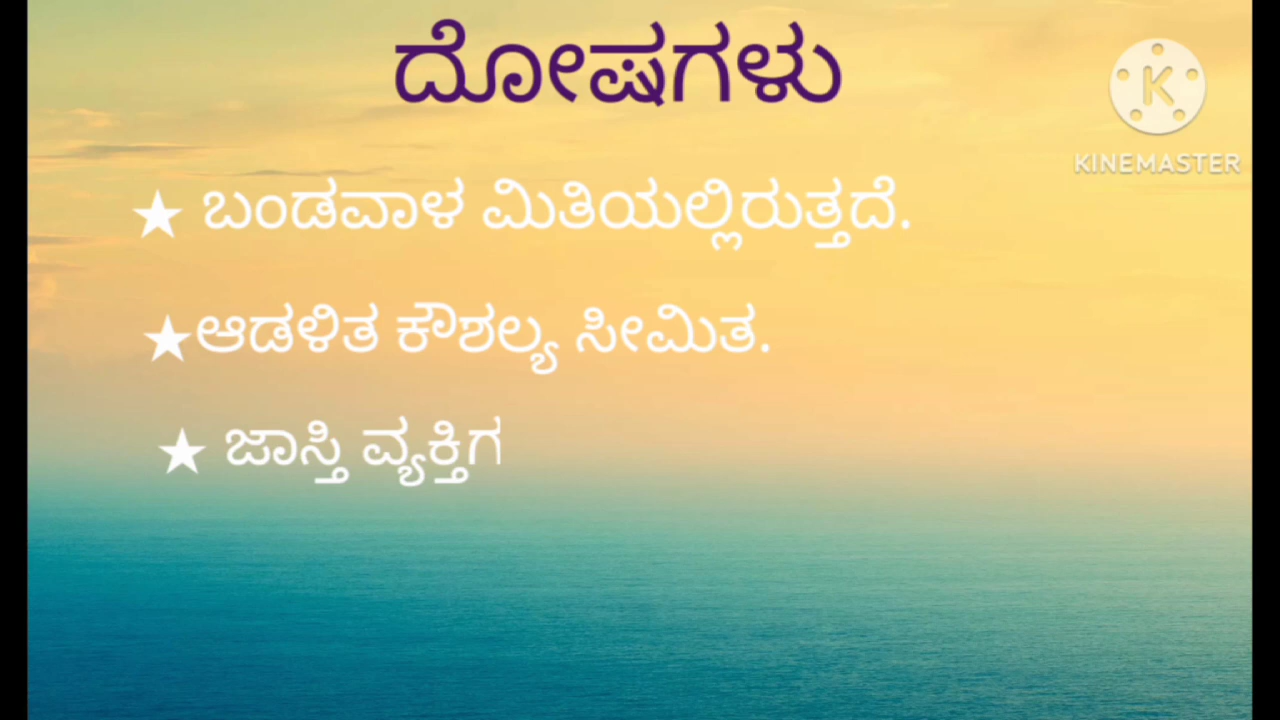 ದೋಷಗಳು
KINEMASTER
★ ಬಂಡವಾಳ ಮಿತಿಯಲ್ಲಿರುತ್ತದೆ.
★ಆಡಳಿತ ಕೌಶಲ್ಯ ಸೀಮಿತ.
★ ಜಾಸ್ತಿ ವ್ಯಕ್ತಿಗ